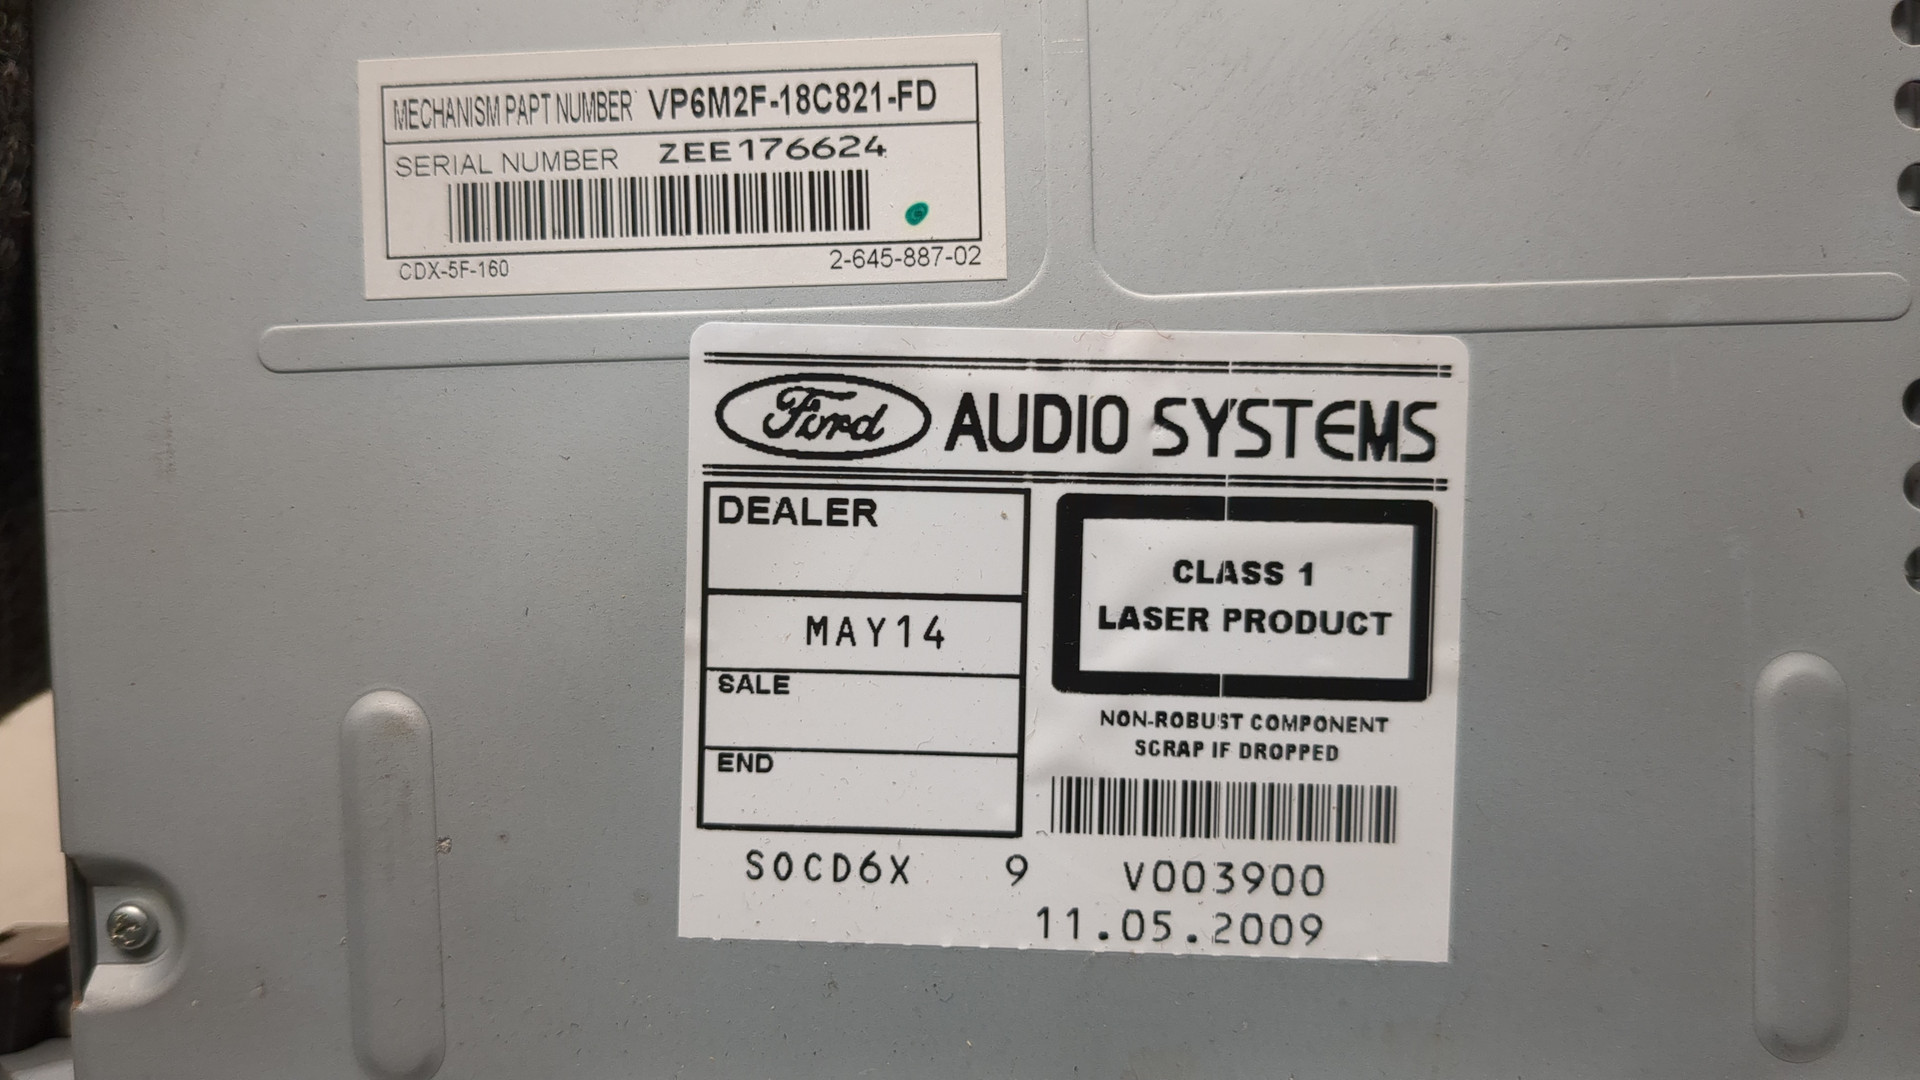 MECHANISM PAPT NUMBER VP6M2F-18C821-FD
SERIAL NUMBER ZEE176624
CDX-5F-160 2-645-887-02
Ford AUDIO SYSTEMS
DEALER
MAY14
SALE
END
CLASS 1
LASER PRODUCT
NON-ROBUST COMPONENT
SCRAP IF DROPPED
S0CD6X 9 V003900
11.05.2009